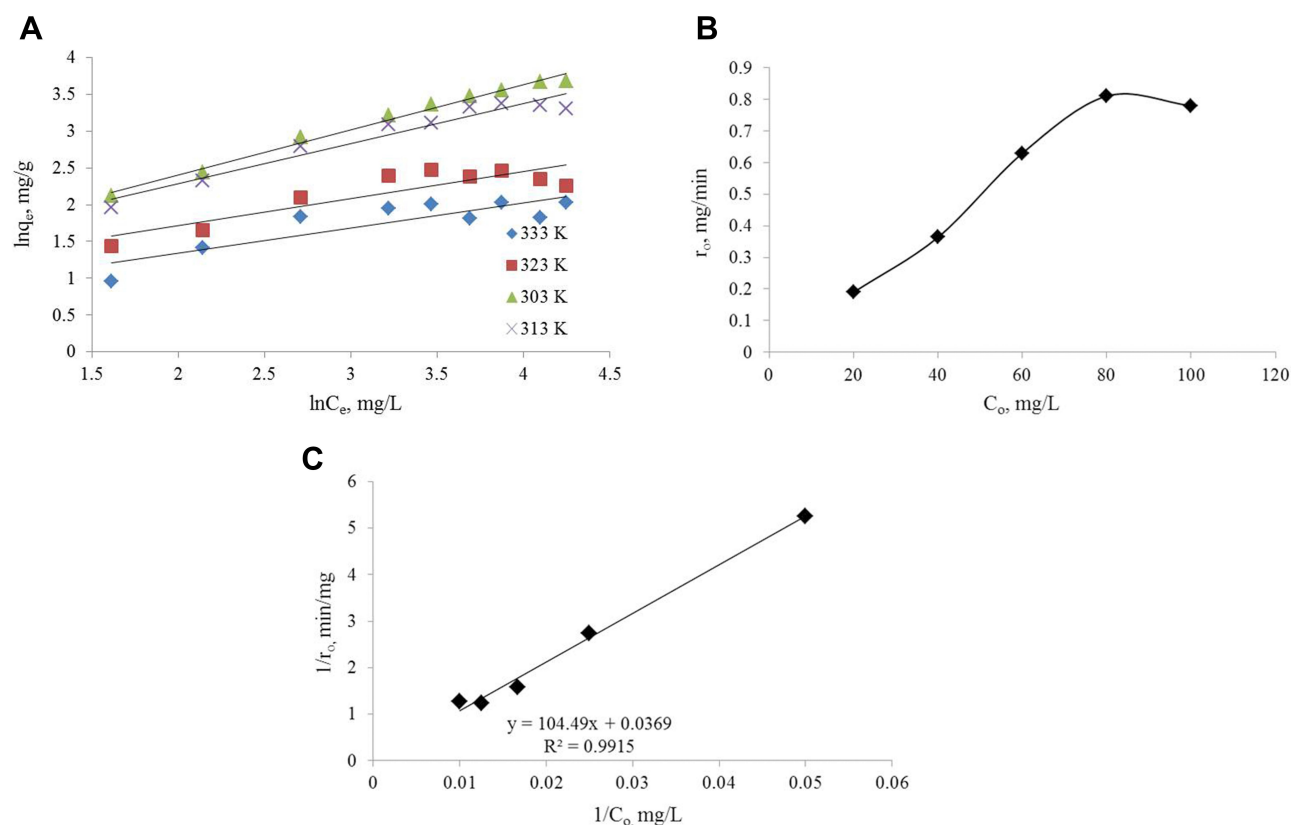 A
4
3.5
3
2.5
2
1.5
1
0.5
0
1.5 2 2.5 3 3.5 4 4.5
lnqe, mg/g
lnCe, mg/L
333 K
323 K
303 K
313 K
B
0.9
0.8
0.7
0.6
0.5
0.4
0.3
0.2
0.1
0
0 20 40 60 80 100 120
ro, mg/min
Co, mg/L
C
6
5
4
3
2
1
0
0 0.01 0.02 0.03 0.04 0.05 0.06
1/ro, min/mg
y = 104.49x + 0.0369
R² = 0.9915
1/Co, mg/L